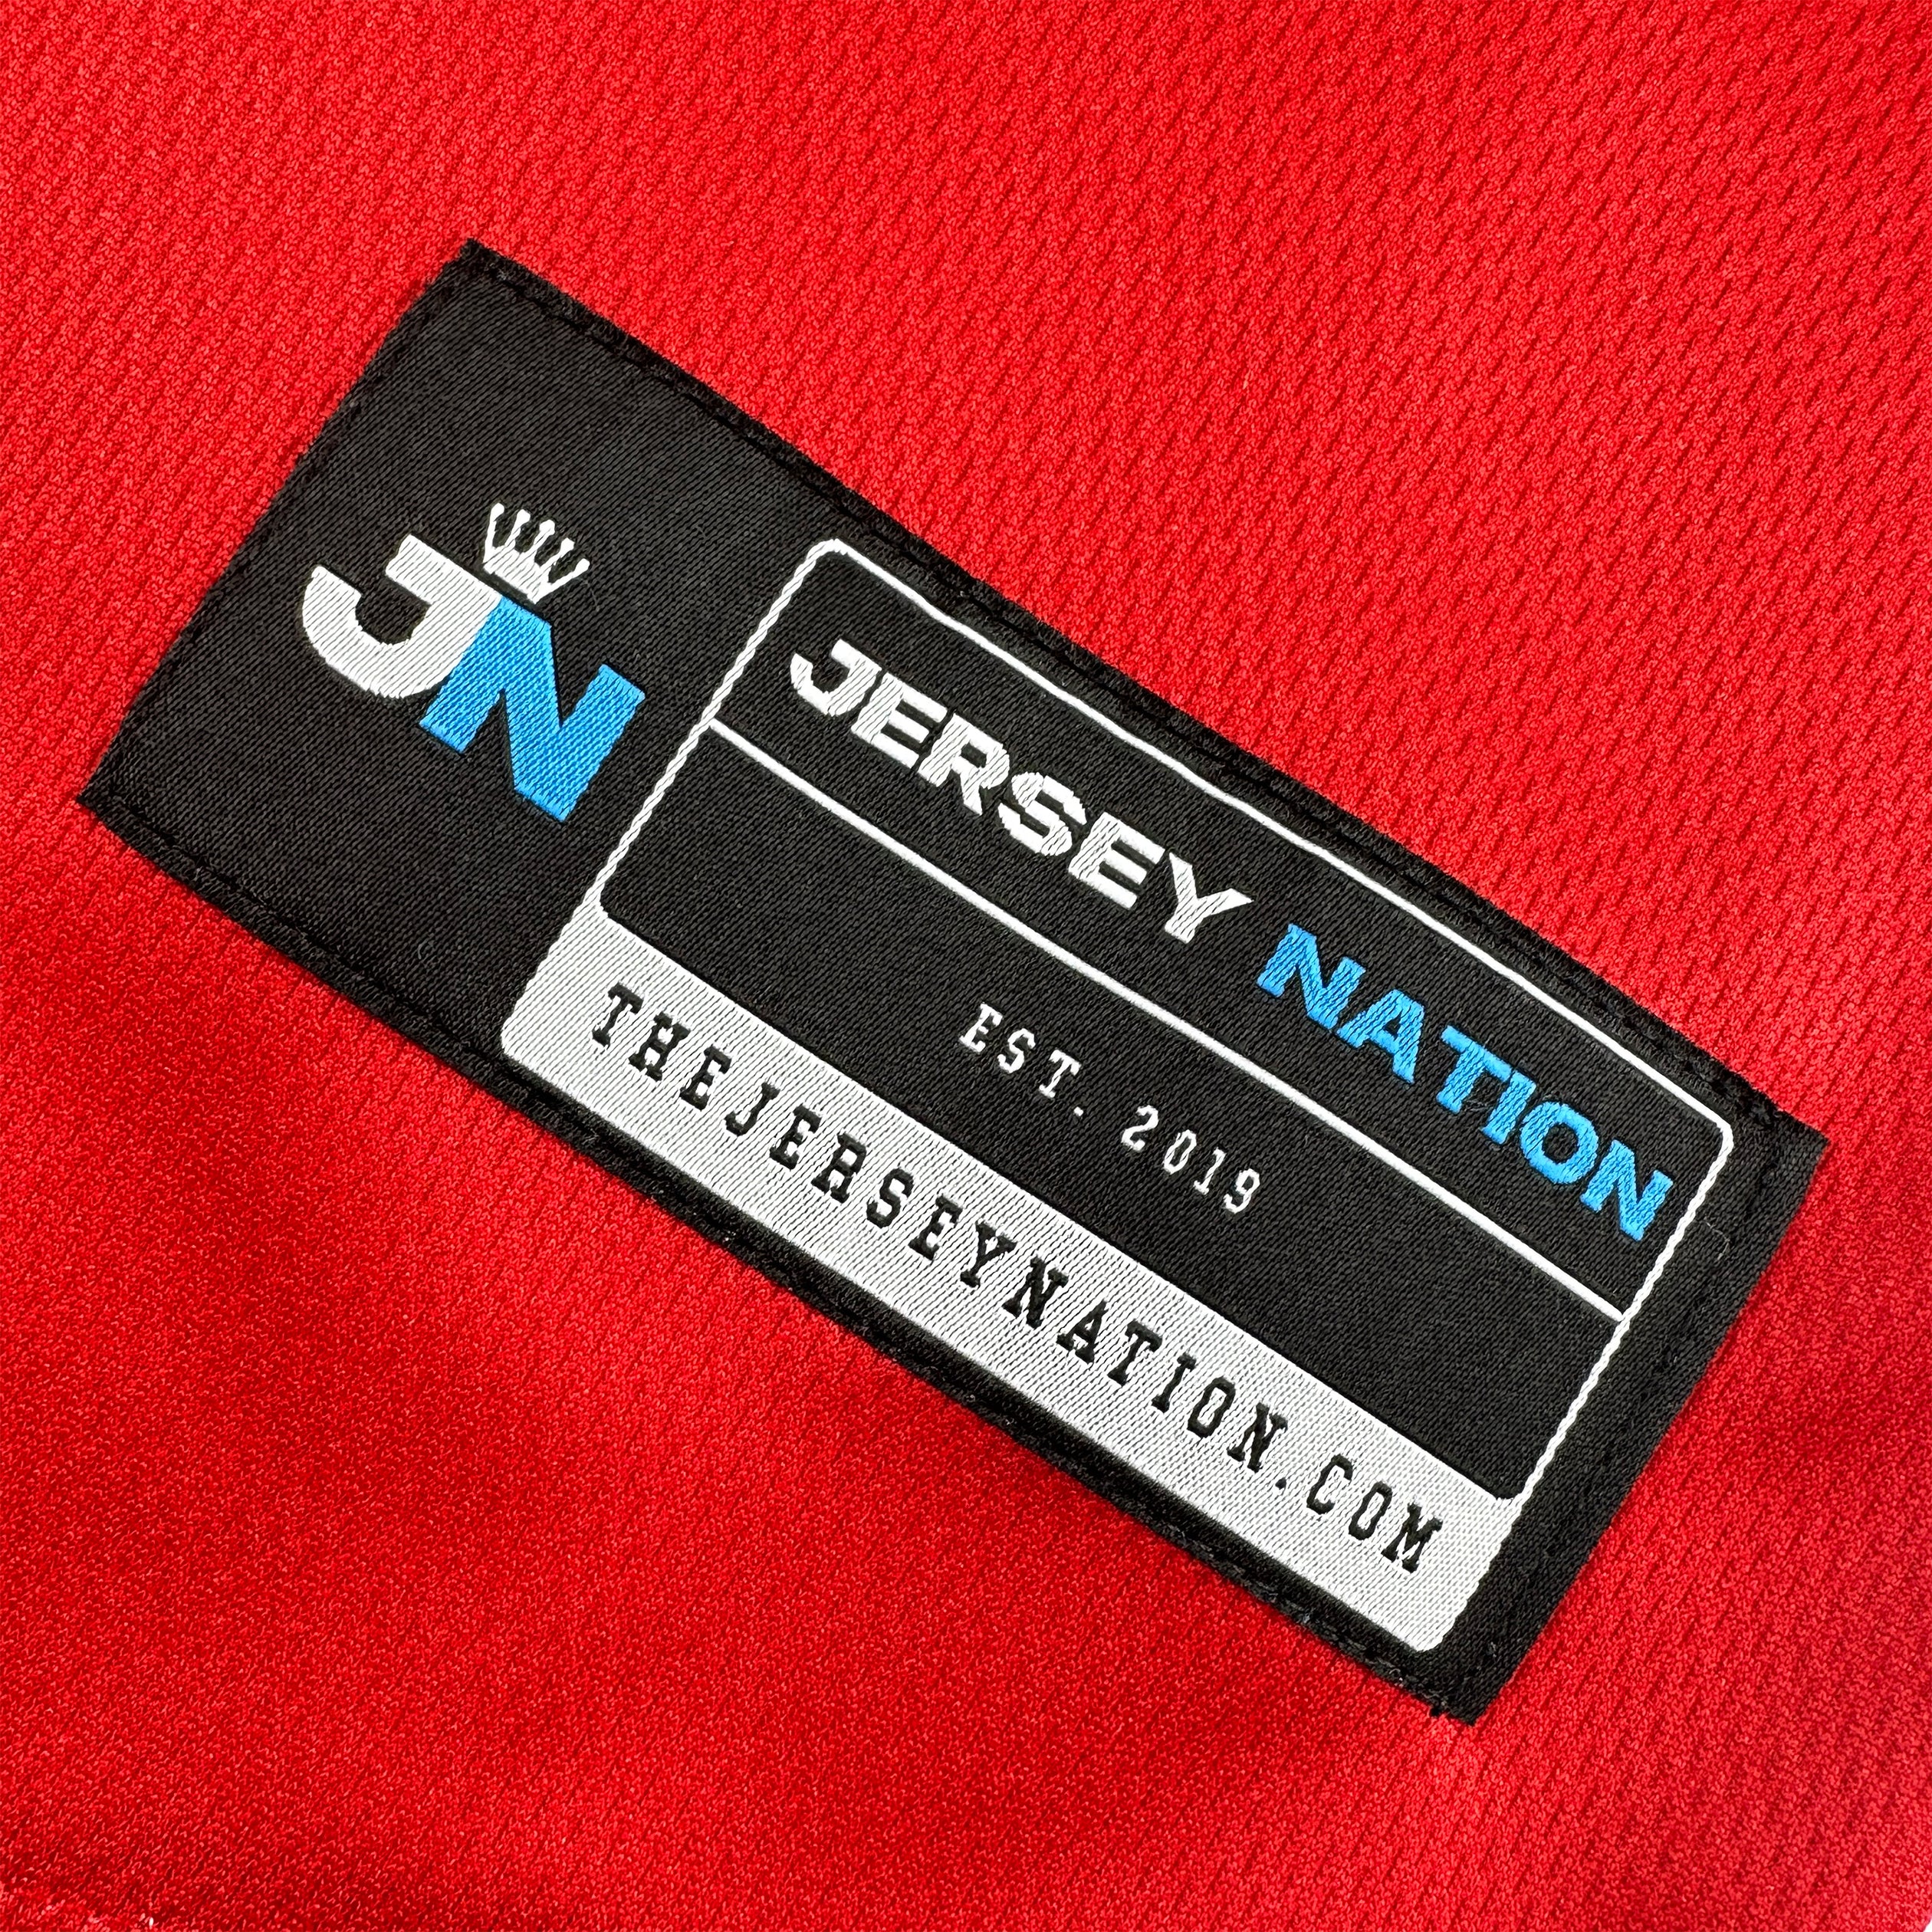 JN
JERSEY NATION
EST. 2019
THEJERSEYNATION.COM